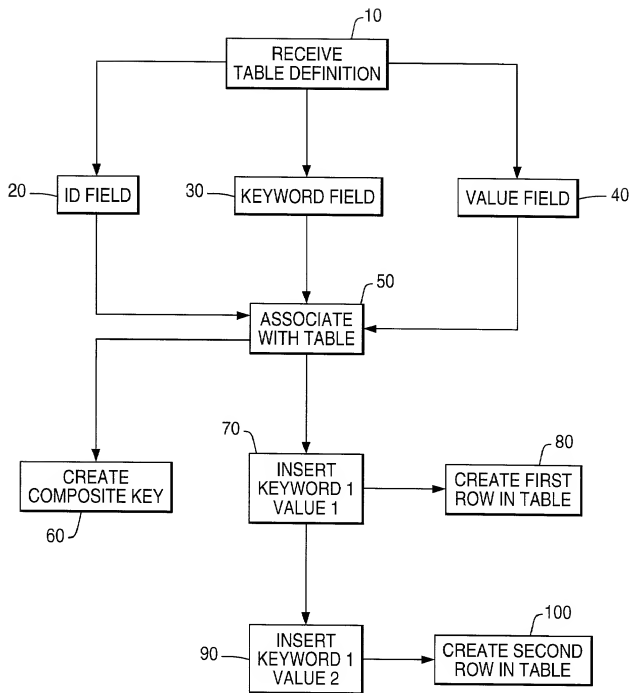 10
RECEIVE
TABLE DEFINITION
20
ID FIELD
30
KEYWORD FIELD
VALUE FIELD
40
50
ASSOCIATE
WITH TABLE
CREATE
COMPOSITE KEY
60
70
INSERT
KEYWORD 1
VALUE 1
80
CREATE FIRST
ROW IN TABLE
90
INSERT
KEYWORD 1
VALUE 2
100
CREATE SECOND
ROW IN TABLE